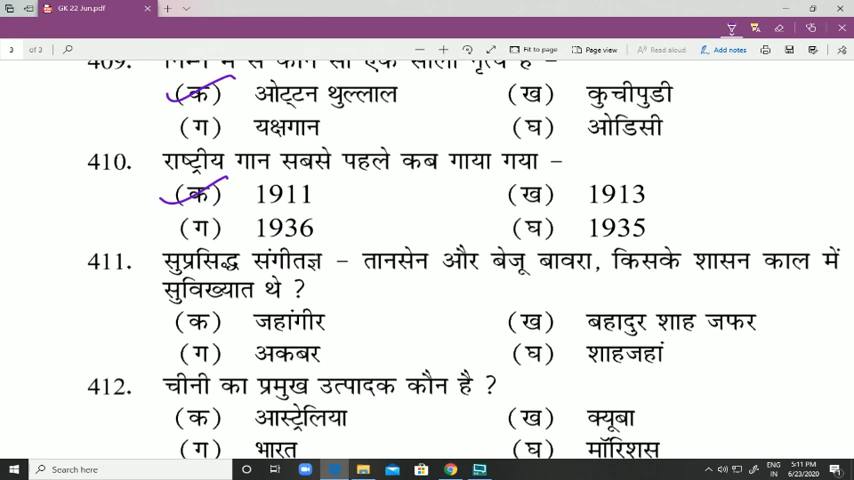 GK 22 Jun.pdf
3 of 3
Fit to page
Page view
Read aloud
Add notes
409. निम्न में से कौन सा एक सोलो नृत्य है -
(क) ओट्टन थुल्लाल (ख) कुचीपुडी
(ग) यक्षगान (घ) ओडिसी
410. राष्ट्रीय गान सबसे पहले कब गाया गया -
(क) 1911 (ख) 1913
(ग) 1936 (घ) 1935
411. सुप्रसिद्ध संगीतज्ञ - तानसेन और बेजू बावरा, किसके शासन काल में
सुविख्यात थे ?
(क) जहांगीर (ख) बहादुर शाह जफर
(ग) अकबर (घ) शाहजहां
412. चीनी का प्रमुख उत्पादक कौन है ?
(क) आस्ट्रेलिया (ख) क्यूबा
(ग) भारत (घ) मॉरिशस
Search here
ENG
IN
5:11 PM
6/23/2020